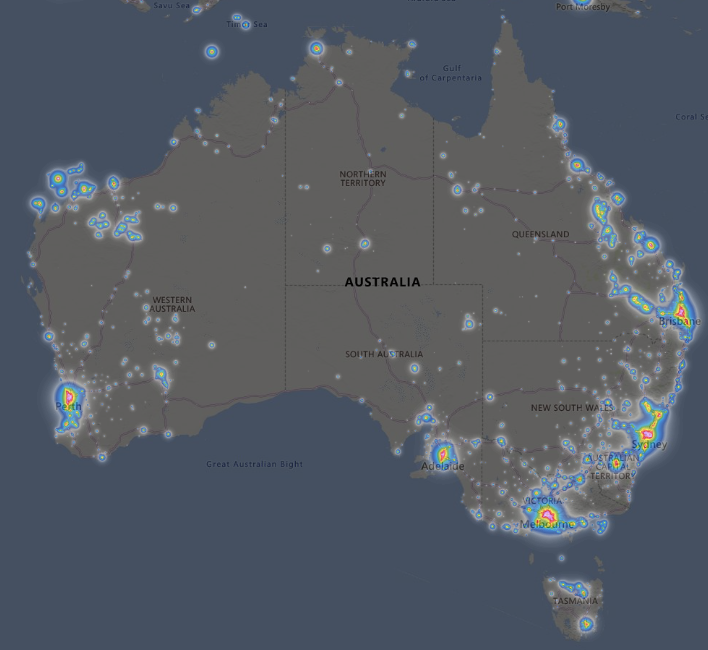 Savu Sea
Timor Sea
Port Moresby
Gulf
of Carpentaria
Coral
NORTHERN
TERRITORY
QUEENSLAND
AUSTRALIA
WESTERN
AUSTRALIA
Brisbane
SOUTH AUSTRALIA
Perth
NEW SOUTH WALES
Sydney
Great Australian Bight
Adelaide
AUSTRALIAN
CAPITAL
TERRITORY
VICTORIA
Melbourne
TASMANIA